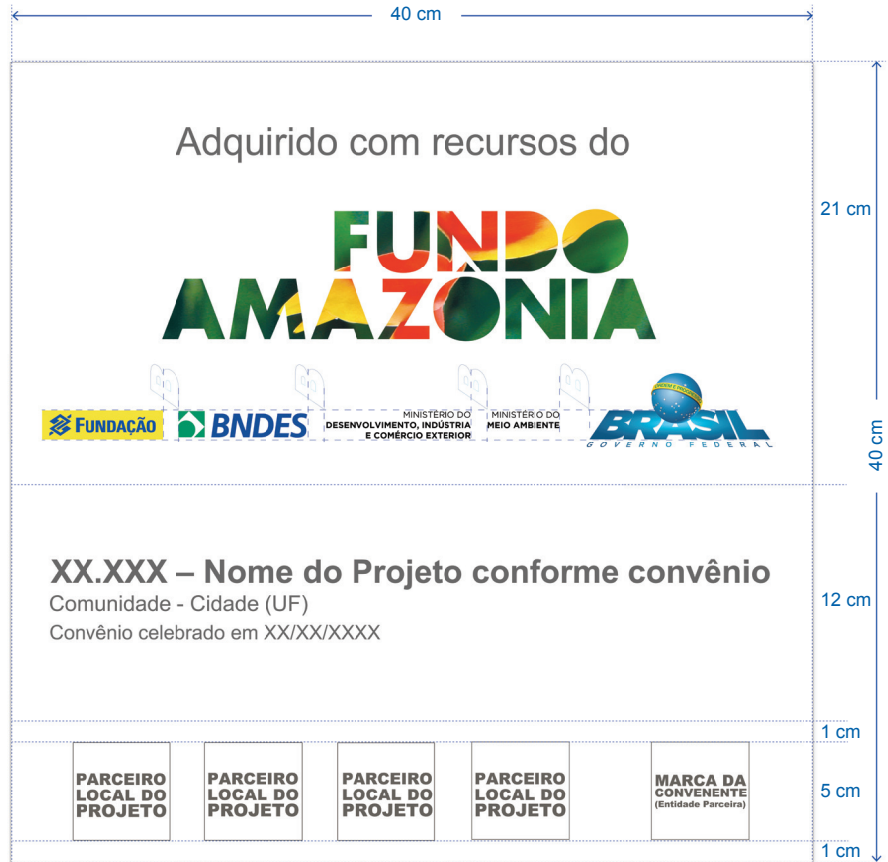 40 cm
Adquirido com recursos do
21 cm
FUNDO
AMAZÔNIA
B B B B
FUNDAÇÃO
BNDES
MINISTÉRIO DO
DESENVOLVIMENTO, INDÚSTRIA
E COMÉRCIO EXTERIOR
MINISTÉRIO DO
MEIO AMBIENTE
ORDEM E PROGRESSO
BRASIL
GOVERNO FEDERAL
40 cm
XX.XXX – Nome do Projeto conforme convênio
Comunidade - Cidade (UF)
Convênio celebrado em XX/XX/XXXX
12 cm
1 cm
PARCEIRO
LOCAL DO
PROJETO
PARCEIRO
LOCAL DO
PROJETO
PARCEIRO
LOCAL DO
PROJETO
PARCEIRO
LOCAL DO
PROJETO
MARCA DA
CONVENENTE
(Entidade Parceira)
5 cm
1 cm